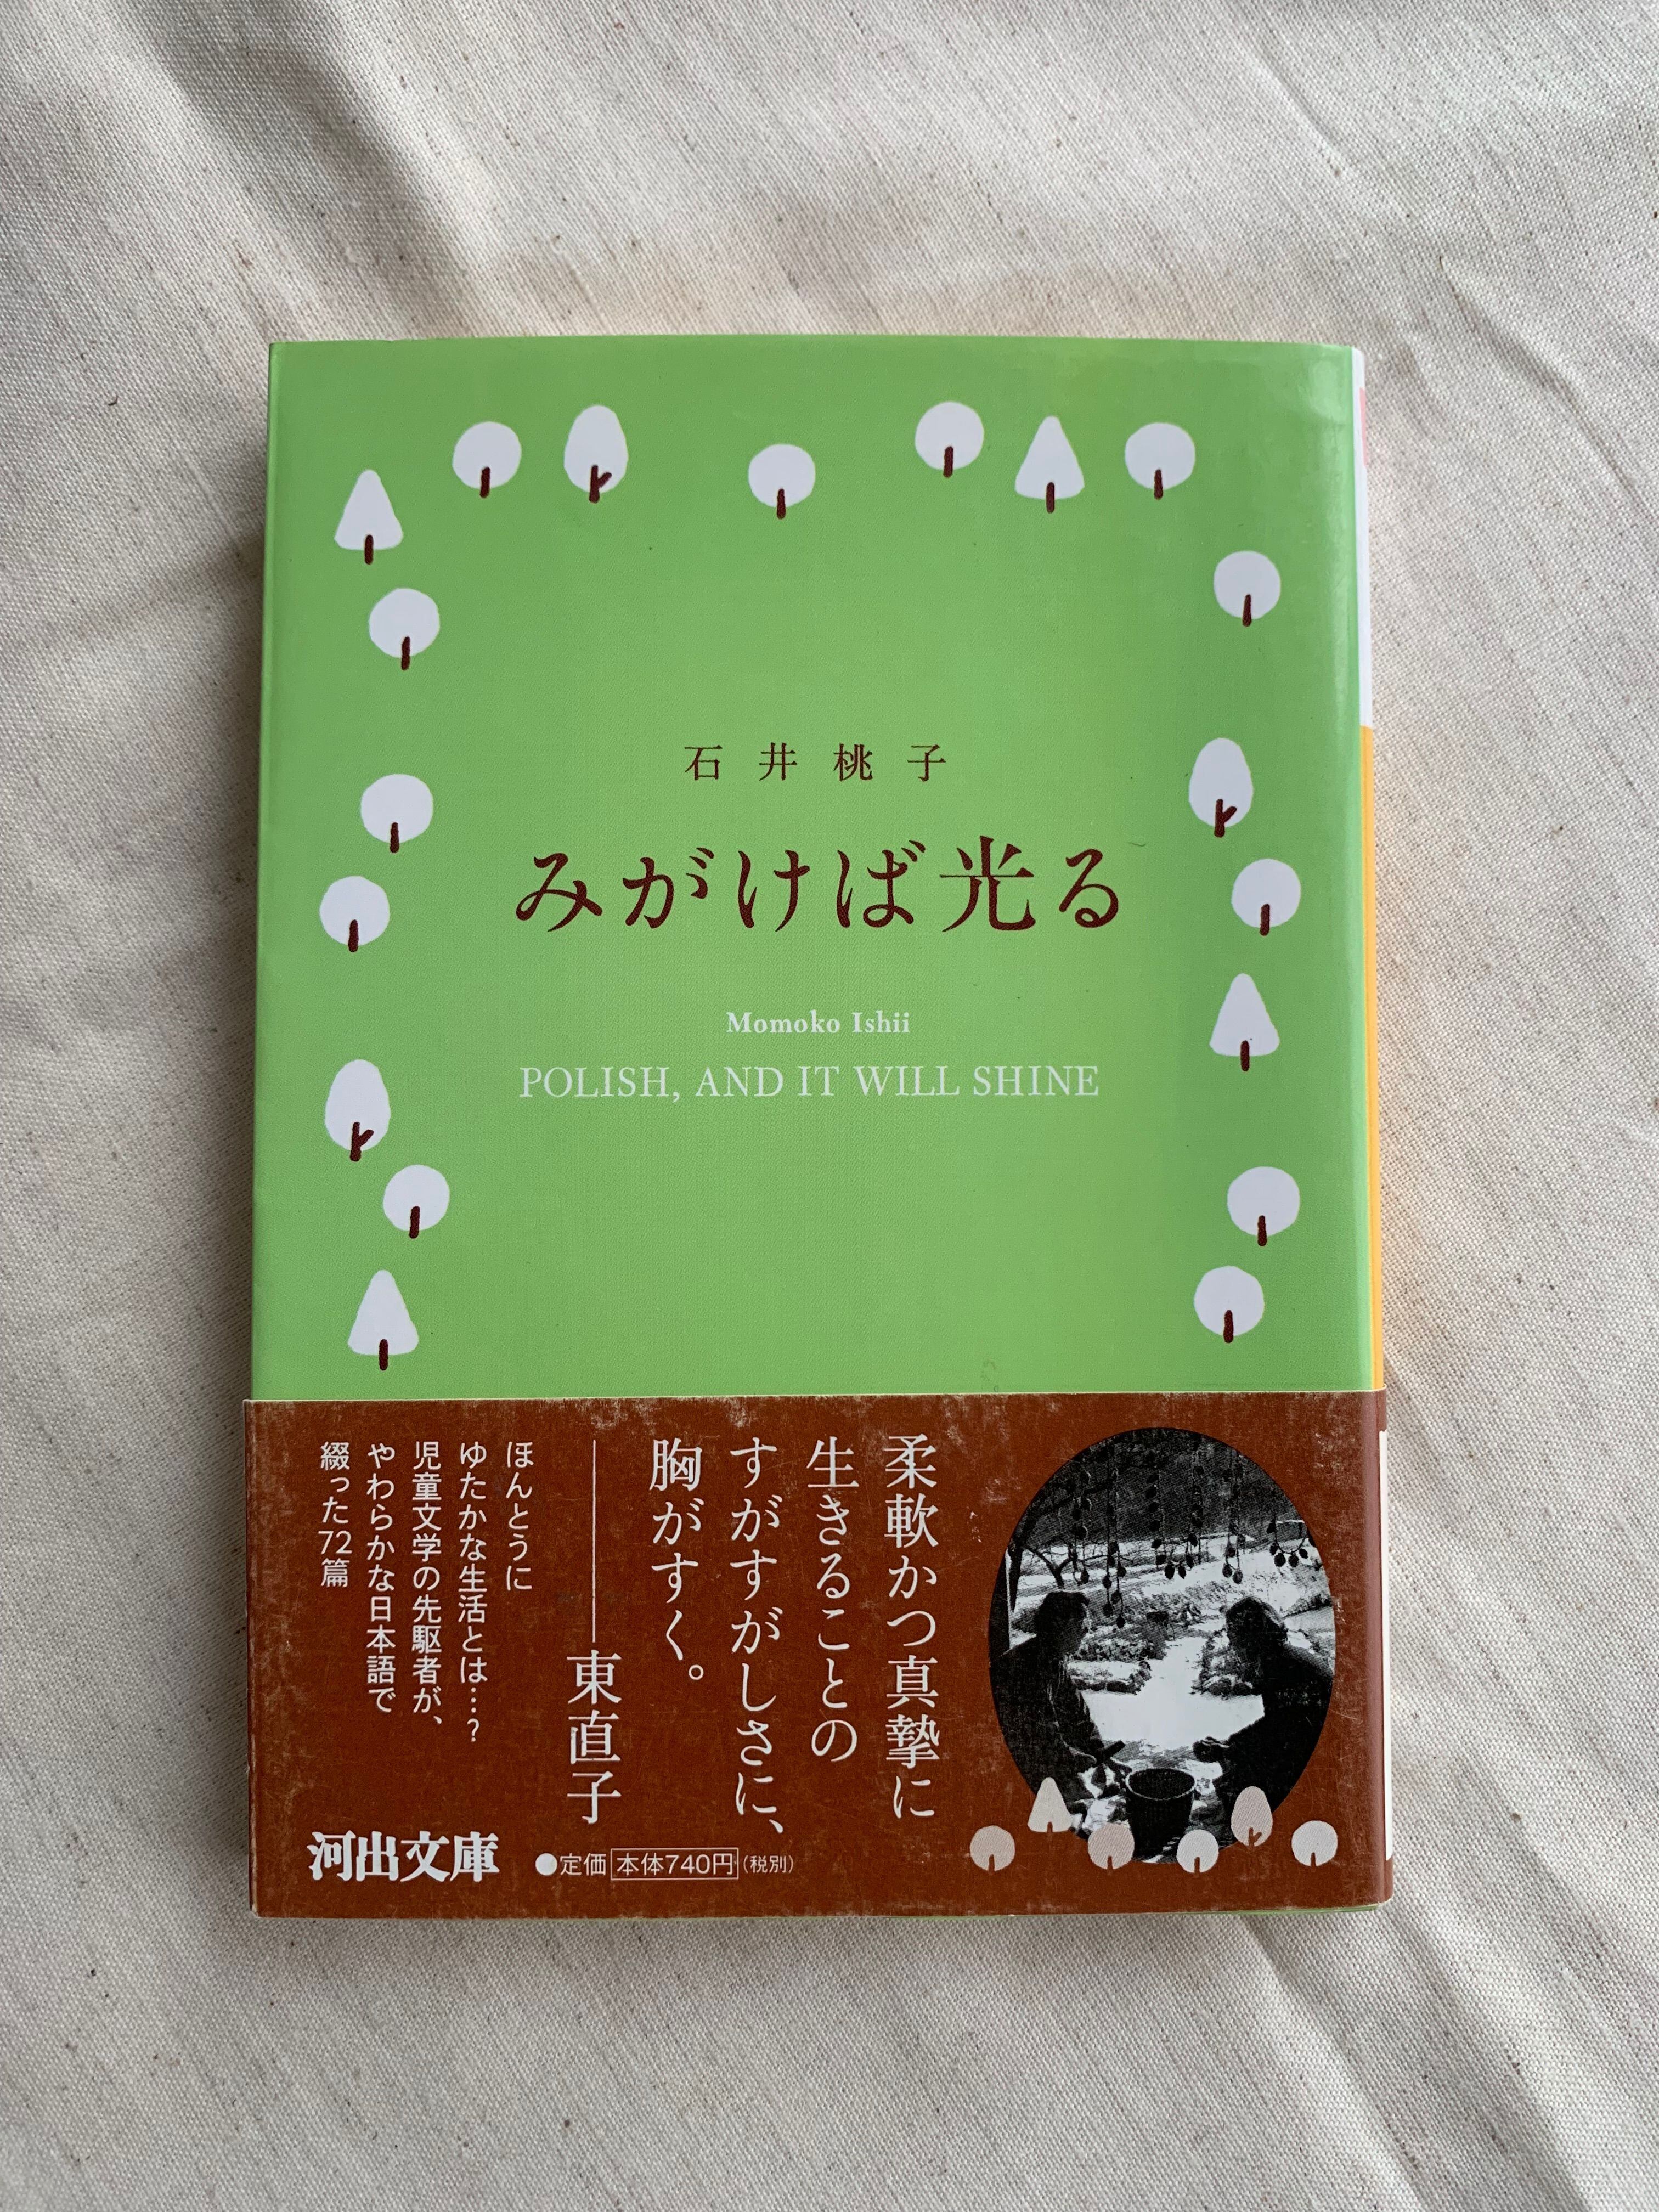 石井桃子
みがけば光る
Momoko Ishii
POLISH, AND IT WILL SHINE
柔軟かつ真摯に
生きることの
すがすがしさに、
胸がすく。
——東直子
ほんとうに
ゆたかな生活とは…?
児童文学の先駆者が、
やわらかな日本語で
綴った72篇
河出文庫
●定価 本体740円(税別)